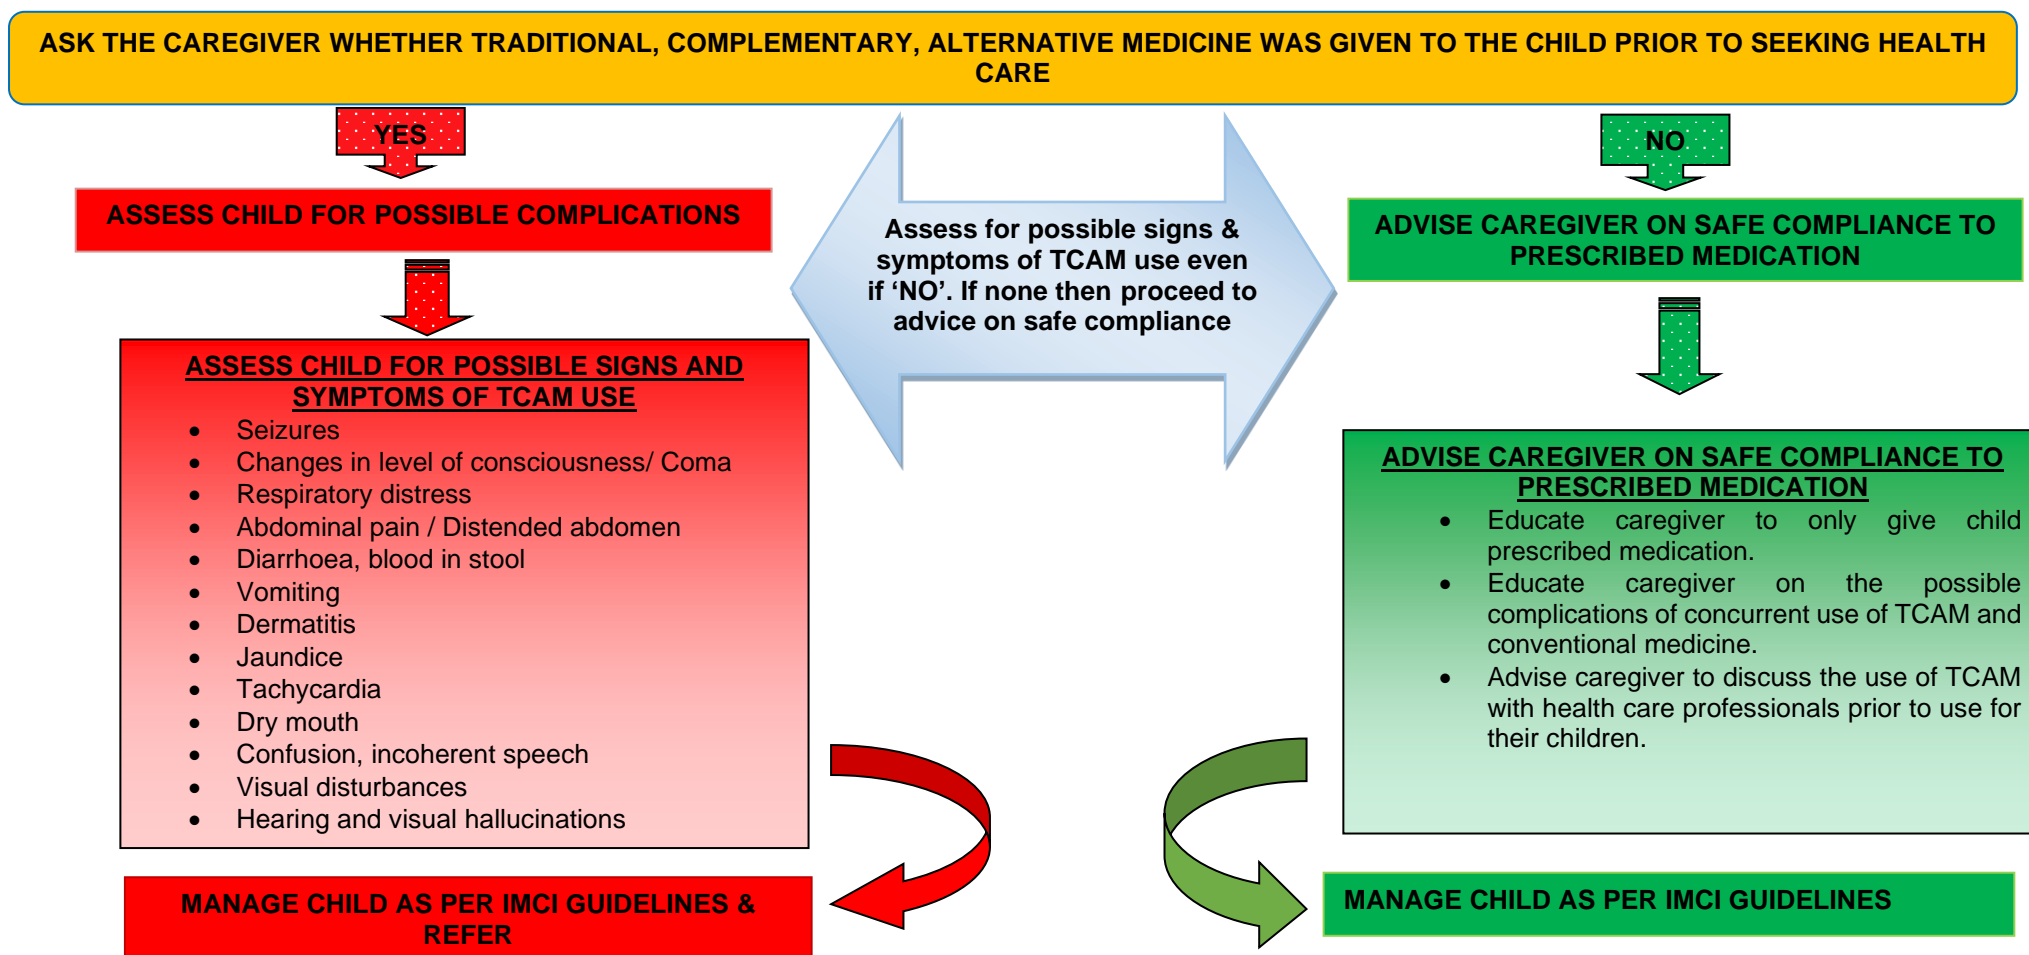 ASK THE CAREGIVER WHETHER TRADITIONAL, COMPLEMENTARY, ALTERNATIVE MEDICINE WAS GIVEN TO THE CHILD PRIOR TO SEEKING HEALTH
CARE
YES
ASSESS CHILD FOR POSSIBLE COMPLICATIONS
ASSESS CHILD FOR POSSIBLE SIGNS AND
SYMPTOMS OF TCAM USE
• Seizures
• Changes in level of consciousness/ Coma
• Respiratory distress
• Abdominal pain / Distended abdomen
• Diarrhoea, blood in stool
• Vomiting
• Dermatitis
• Jaundice
• Tachycardia
• Dry mouth
• Confusion, incoherent speech
• Visual disturbances
• Hearing and visual hallucinations
MANAGE CHILD AS PER IMCI GUIDELINES &
REFER
Assess for possible signs &
symptoms of TCAM use even
if ‘NO’. If none then proceed to
advice on safe compliance
NO
ADVISE CAREGIVER ON SAFE COMPLIANCE TO
PRESCRIBED MEDICATION
ADVISE CAREGIVER ON SAFE COMPLIANCE TO
PRESCRIBED MEDICATION
• Educate caregiver to only give child
prescribed medication.
• Educate caregiver on the possible
complications of concurrent use of TCAM and
conventional medicine.
• Advise caregiver to discuss the use of TCAM
with health care professionals prior to use for
their children.
MANAGE CHILD AS PER IMCI GUIDELINES